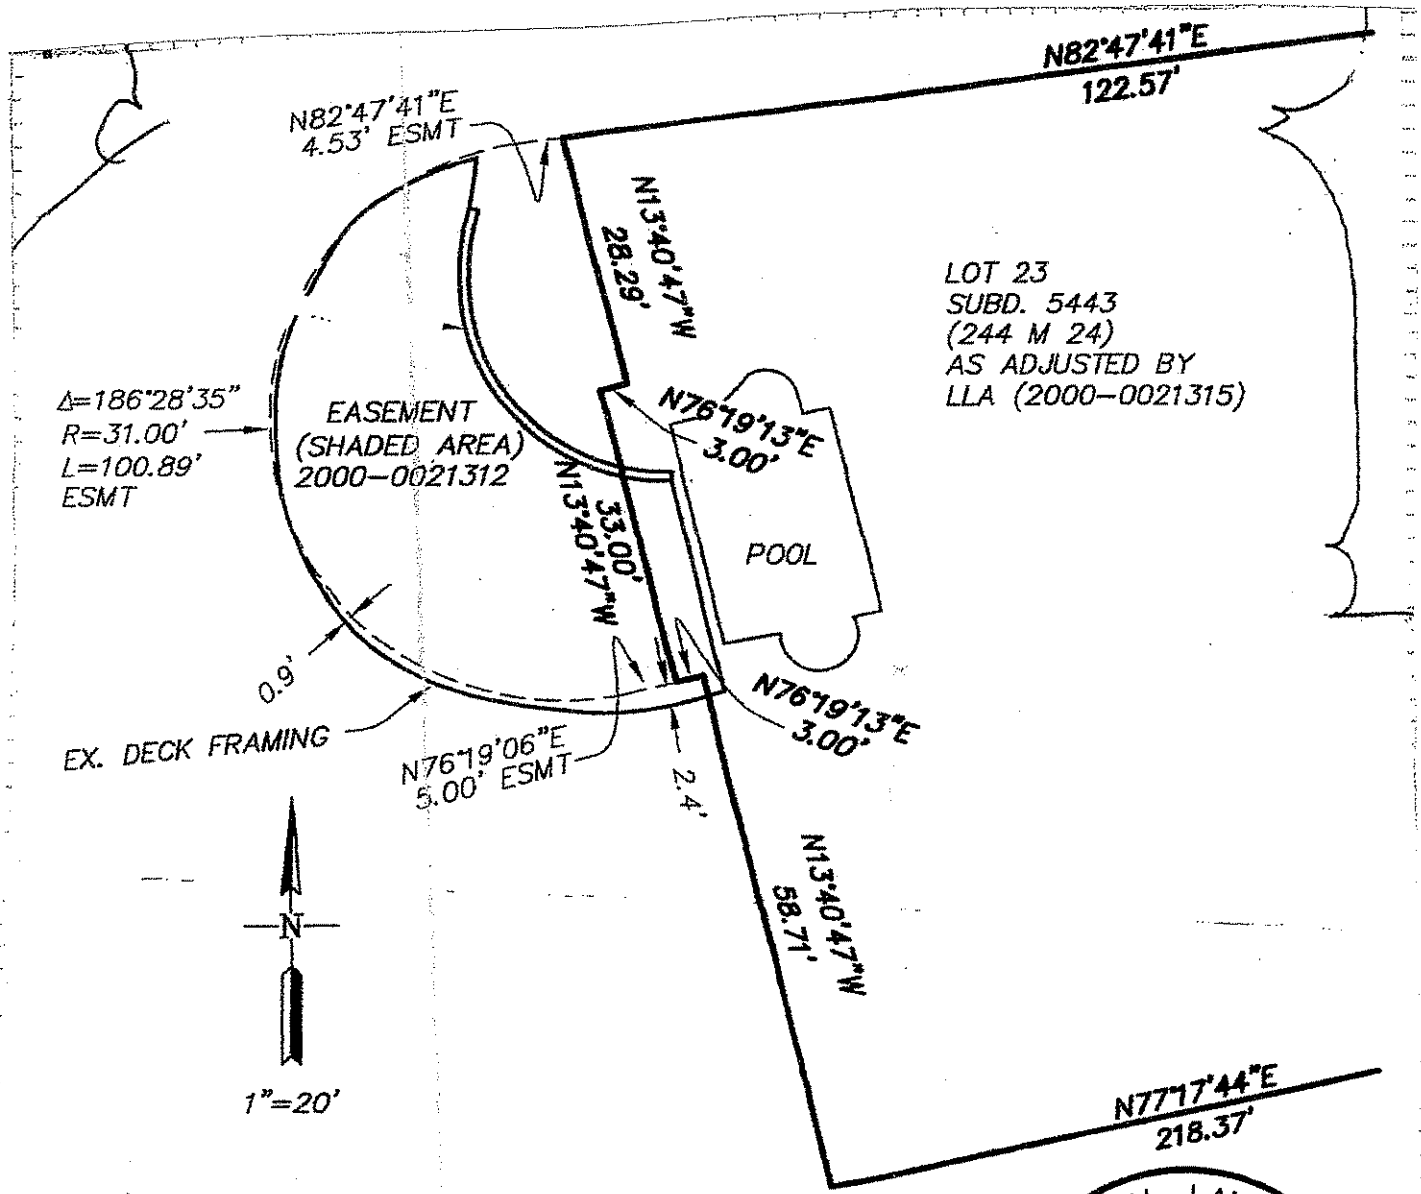 N82°47'41"E
122.57'
N82°47'41"E
4.53' ESMT
N13°40'47"W
28.29'
LOT 23
SUBD. 5443
(244 M 24)
AS ADJUSTED BY
LLA (2000-0021315)
Δ=186°28'35"
R=31.00'
L=100.89'
ESMT
EASEMENT
(SHADED AREA)
2000-0021312
N76°19'13"E
3.00'
33.00'
N13°40'47"W
POOL
0.9'
EX. DECK FRAMING
N76°19'06"E
5.00' ESMT
N76°19'13"E
3.00'
2.4'
N13°40'47"W
58.71'
N
1"=20'
N77°17'44"E
218.37'